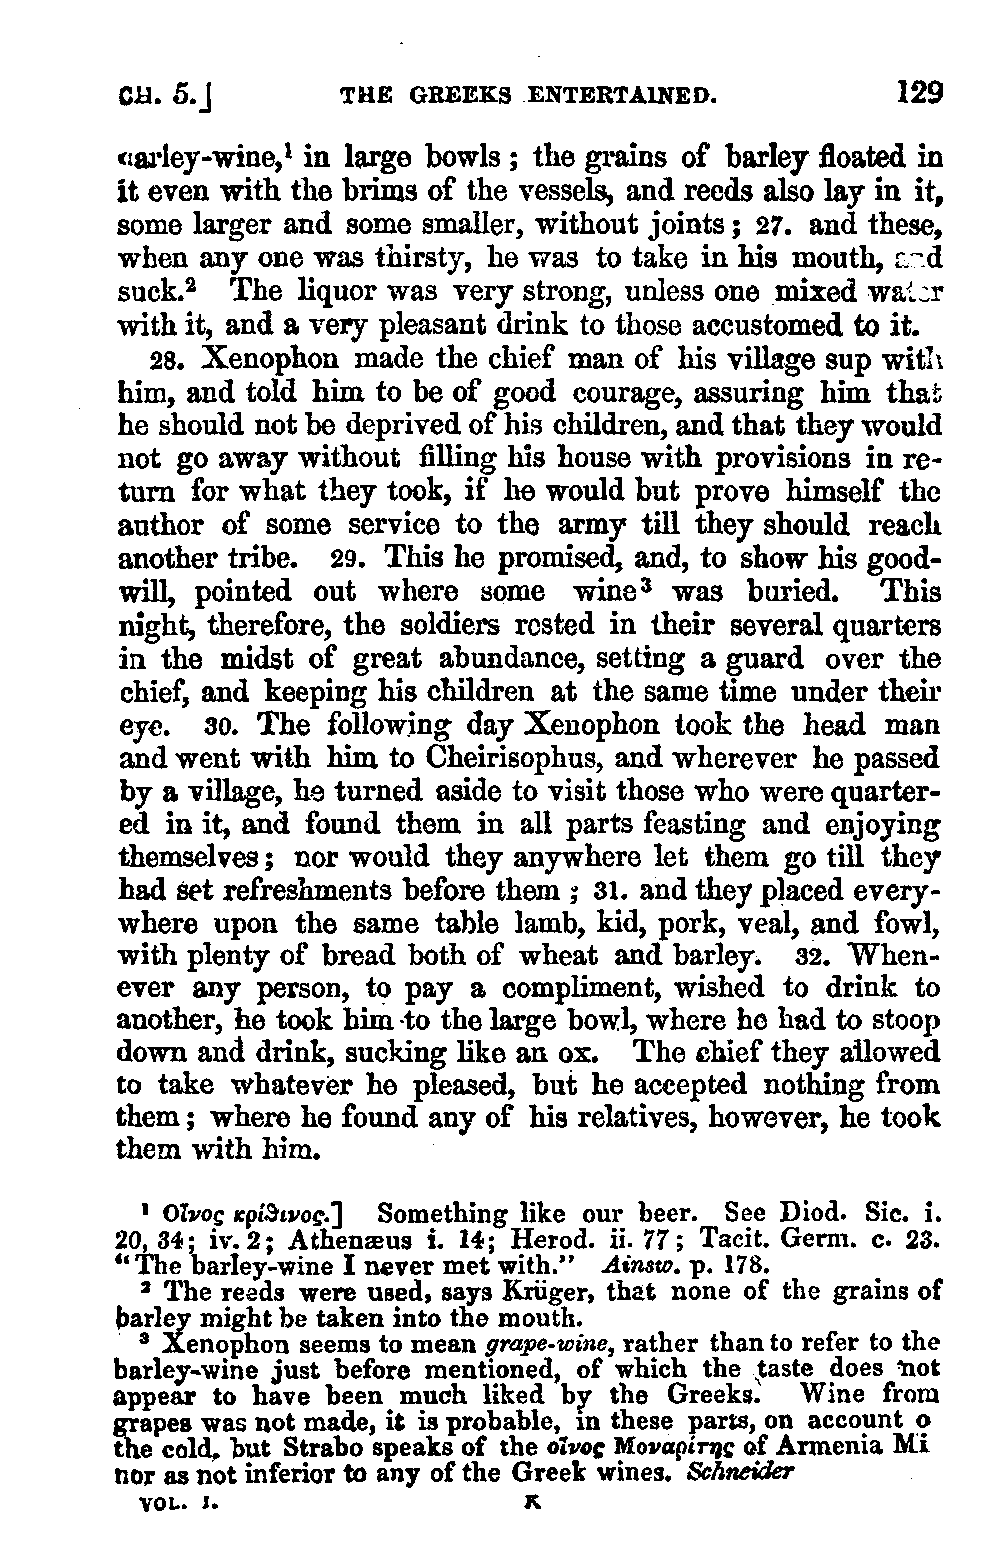 CH. 5.] THE GREEKS ENTERTAINED. 129
barley-wine,¹ in large bowls; the grains of barley floated in
it even with the brims of the vessels, and reeds also lay in it,
some larger and some smaller, without joints; 27. and these,
when any one was thirsty, he was to take in his mouth, and
suck.² The liquor was very strong, unless one mixed water
with it, and a very pleasant drink to those accustomed to it.
28. Xenophon made the chief man of his village sup with
him, and told him to be of good courage, assuring him that
he should not be deprived of his children, and that they would
not go away without filling his house with provisions in re-
turn for what they took, if he would but prove himself the
author of some service to the army till they should reach
another tribe. 29. This he promised, and, to show his good-
will, pointed out where some wine³ was buried. This
night, therefore, the soldiers rested in their several quarters
in the midst of great abundance, setting a guard over the
chief, and keeping his children at the same time under their
eye. 30. The following day Xenophon took the head man
and went with him to Cheirisophus, and wherever he passed
by a village, he turned aside to visit those who were quarter-
ed in it, and found them in all parts feasting and enjoying
themselves; nor would they anywhere let them go till they
had set refreshments before them; 31. and they placed every-
where upon the same table lamb, kid, pork, veal, and fowl,
with plenty of bread both of wheat and barley. 32. When-
ever any person, to pay a compliment, wished to drink to
another, he took him to the large bowl, where he had to stoop
down and drink, sucking like an ox. The chief they allowed
to take whatever he pleased, but he accepted nothing from
them; where he found any of his relatives, however, he took
them with him.
¹ Οἶνος κρίϑινος.] Something like our beer. See Diod. Sic. i.
20, 34; iv. 2; Athenæus i. 14; Herod. ii. 77; Tacit. Germ. c. 23.
"The barley-wine I never met with." Ainsw. p. 178.
² The reeds were used, says Krüger, that none of the grains of
barley might be taken into the mouth.
³ Xenophon seems to mean grape-wine, rather than to refer to the
barley-wine just before mentioned, of which the taste does not
appear to have been much liked by the Greeks. Wine from
grapes was not made, it is probable, in these parts, on account o
the cold, but Strabo speaks of the οἶνος Μοναρίτης of Armenia Mi
nor as not inferior to any of the Greek wines. Schneider
VOL. I. K